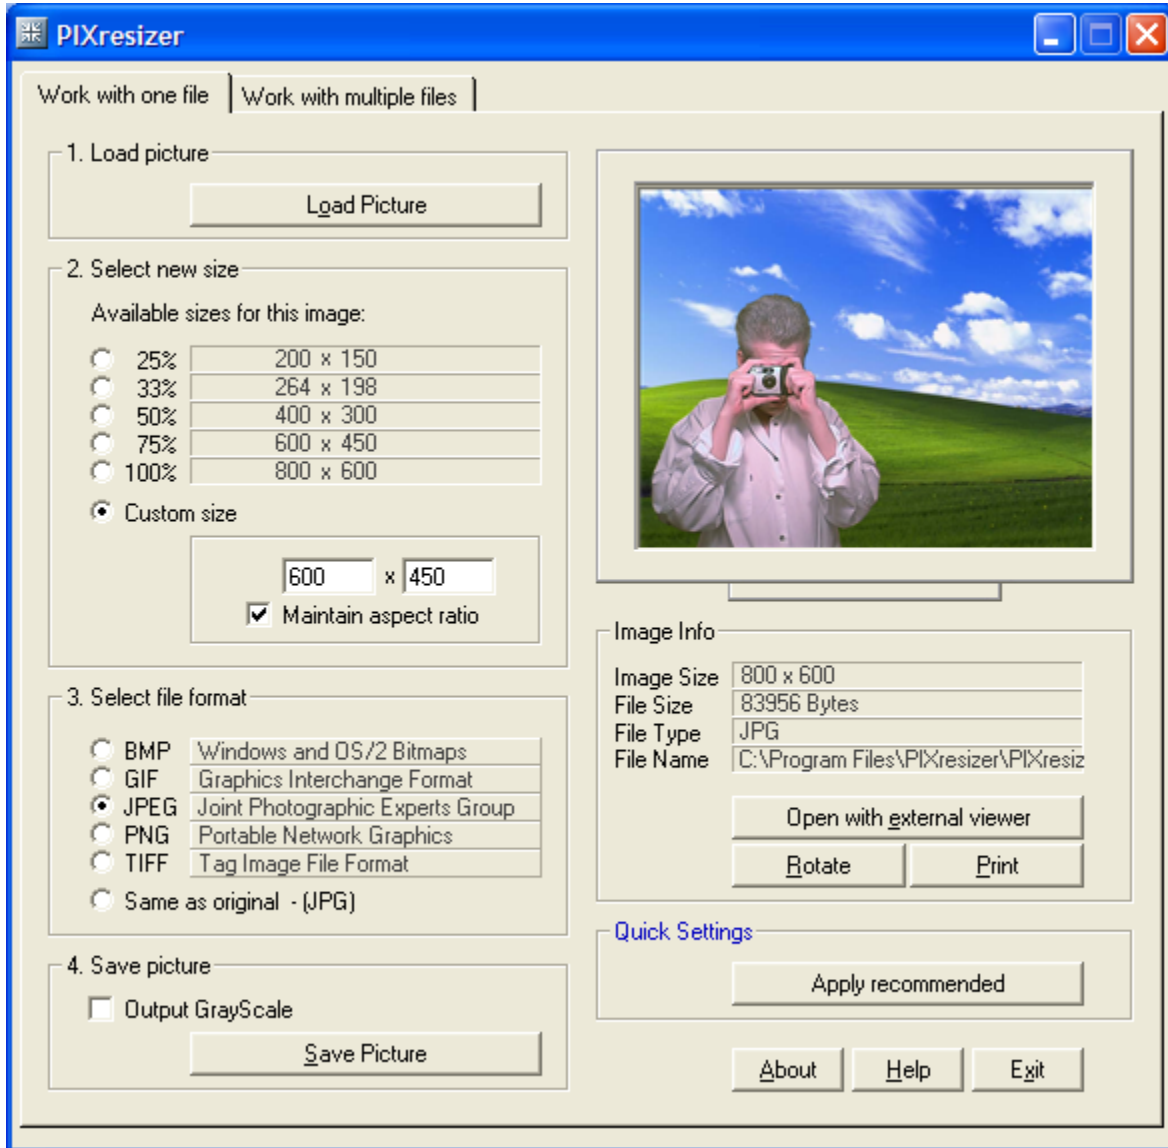 PIXresizer
Work with one file
Work with multiple files
1. Load picture
Load Picture
2. Select new size
Available sizes for this image:
25% 200 x 150
33% 264 x 198
50% 400 x 300
75% 600 x 450
100% 800 x 600
Custom size
600 x 450
Maintain aspect ratio
3. Select file format
BMP Windows and OS/2 Bitmaps
GIF Graphics Interchange Format
JPEG Joint Photographic Experts Group
PNG Portable Network Graphics
TIFF Tag Image File Format
Same as original - (JPG)
4. Save picture
Output GrayScale
Save Picture
Image Info
Image Size 800 x 600
File Size 83956 Bytes
File Type JPG
File Name C:\Program Files\PIXresizer\PIXresiz
Open with external viewer
Rotate Print
Quick Settings
Apply recommended
About Help Exit